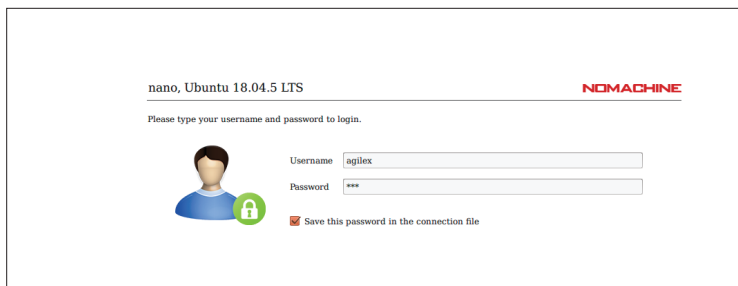 nano, Ubuntu 18.04.5 LTS
NOMACHINE
Please type your username and password to login.
Username agilex
Password ***
Save this password in the connection file